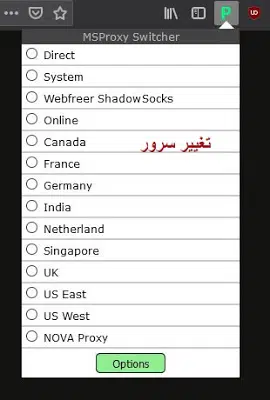 MSProxy Switcher
Direct
System
Webfreer ShadowSocks
Online
Canada
تغییر سرور
France
Germany
India
Netherland
Singapore
UK
US East
US West
NOVA Proxy
Options